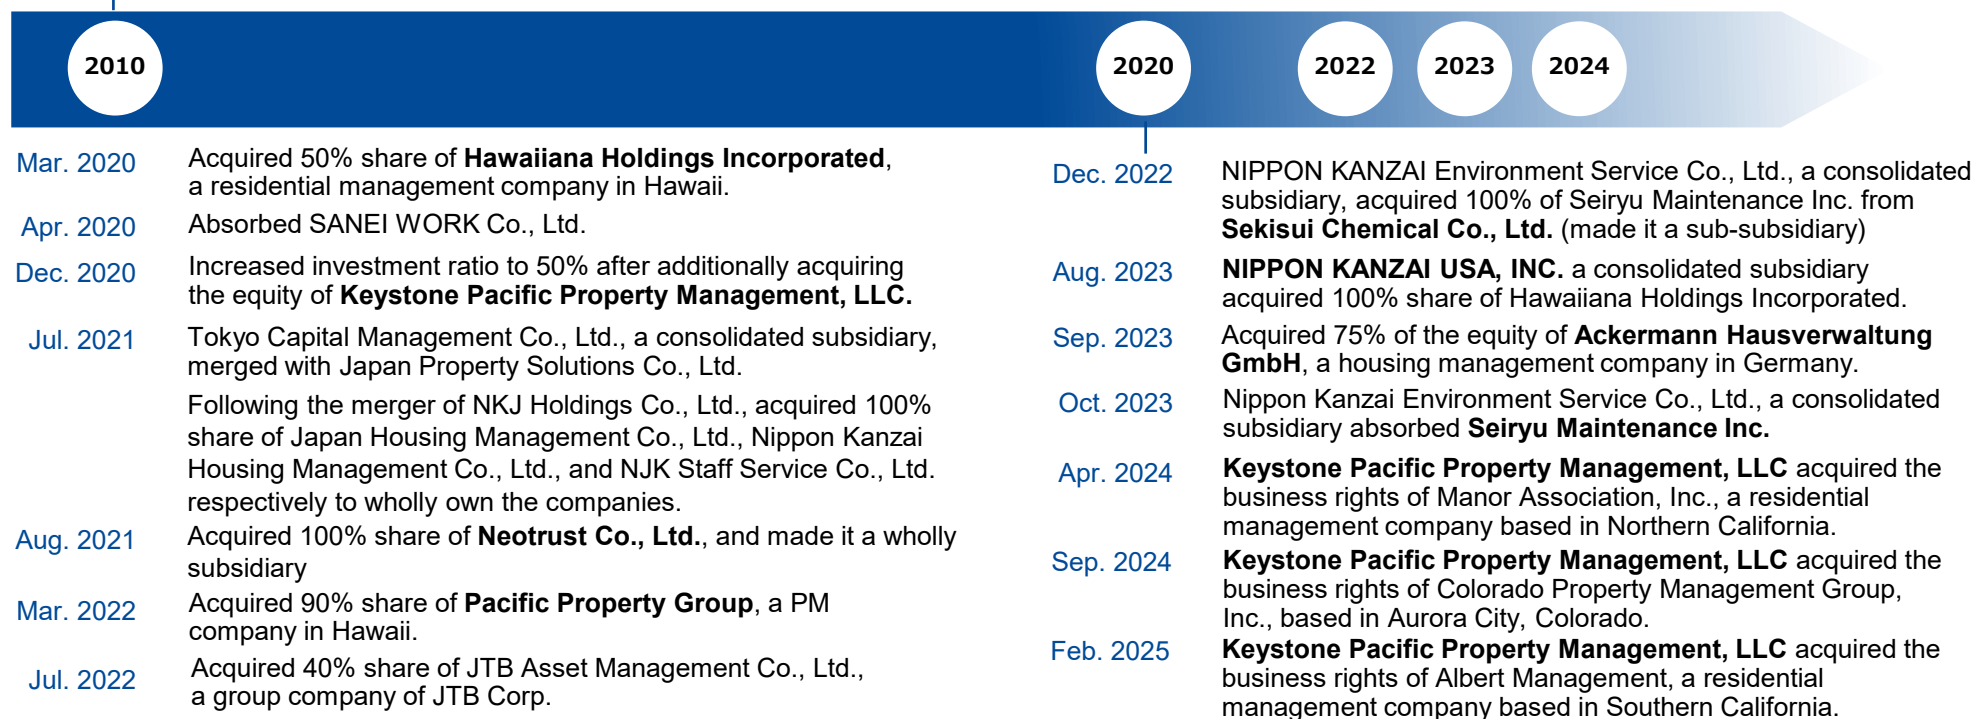 2010
2020
2022
2023
2024
Mar. 2020
Acquired 50% share of Hawaiiana Holdings Incorporated,
a residential management company in Hawaii.
Apr. 2020
Absorbed SANEI WORK Co., Ltd.
Dec. 2020
Increased investment ratio to 50% after additionally acquiring
the equity of Keystone Pacific Property Management, LLC.
Jul. 2021
Tokyo Capital Management Co., Ltd., a consolidated subsidiary,
merged with Japan Property Solutions Co., Ltd.
Following the merger of NKJ Holdings Co., Ltd., acquired 100%
share of Japan Housing Management Co., Ltd., Nippon Kanzai
Housing Management Co., Ltd., and NJK Staff Service Co., Ltd.
respectively to wholly own the companies.
Aug. 2021
Acquired 100% share of Neotrust Co., Ltd., and made it a wholly
subsidiary
Mar. 2022
Acquired 90% share of Pacific Property Group, a PM
company in Hawaii.
Jul. 2022
Acquired 40% share of JTB Asset Management Co., Ltd.,
a group company of JTB Corp.
Dec. 2022
NIPPON KANZAI Environment Service Co., Ltd., a consolidated
subsidiary, acquired 100% of Seiryu Maintenance Inc. from
Sekisui Chemical Co., Ltd. (made it a sub-subsidiary)
Aug. 2023
NIPPON KANZAI USA, INC. a consolidated subsidiary
acquired 100% share of Hawaiiana Holdings Incorporated.
Sep. 2023
Acquired 75% of the equity of Ackermann Hausverwaltung
GmbH, a housing management company in Germany.
Oct. 2023
Nippon Kanzai Environment Service Co., Ltd., a consolidated
subsidiary absorbed Seiryu Maintenance Inc.
Apr. 2024
Keystone Pacific Property Management, LLC acquired the
business rights of Manor Association, Inc., a residential
management company based in Northern California.
Sep. 2024
Keystone Pacific Property Management, LLC acquired the
business rights of Colorado Property Management Group,
Inc., based in Aurora City, Colorado.
Feb. 2025
Keystone Pacific Property Management, LLC acquired the
business rights of Albert Management, a residential
management company based in Southern California.